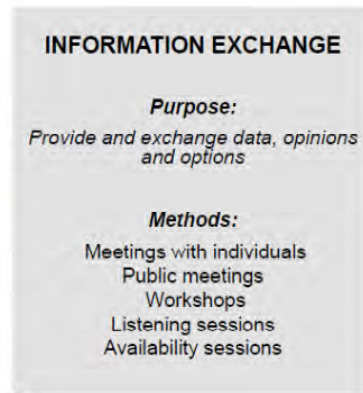 INFORMATION EXCHANGE
Purpose:
Provide and exchange data, opinions
and options
Methods:
Meetings with individuals
Public meetings
Workshops
Listening sessions
Availability sessions